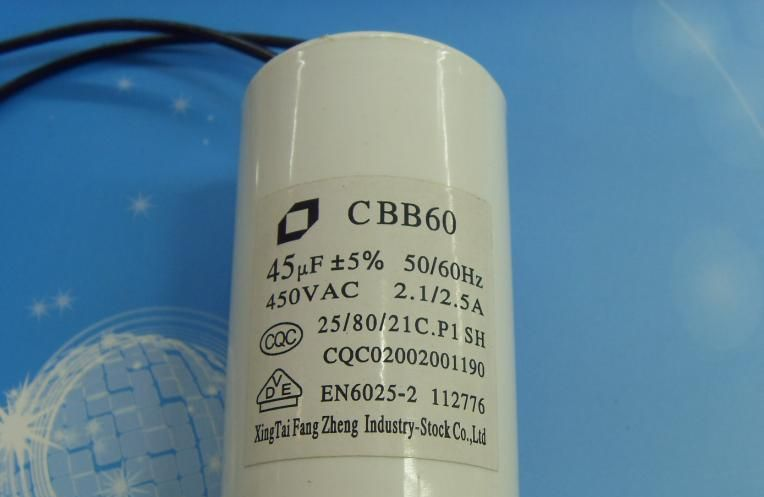 CBB60
45μF ±5% 50/60Hz
450VAC 2.1/2.5A
25/80/21C.P1 SH
CQC
CQC02002001190
VDE
EN6025-2 112776
XingTai Fang Zheng Industry-Stock Co.,Ltd